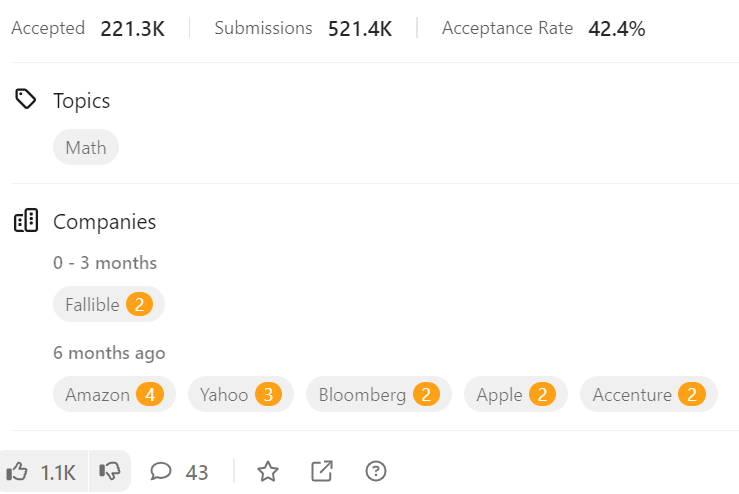 Accepted 221.3K Submissions 521.4K Acceptance Rate 42.4%
Topics
Math
Companies
0 - 3 months
Fallible 2
6 months ago
Amazon 4 Yahoo 3 Bloomberg 2 Apple 2 Accenture 2
1.1K 43